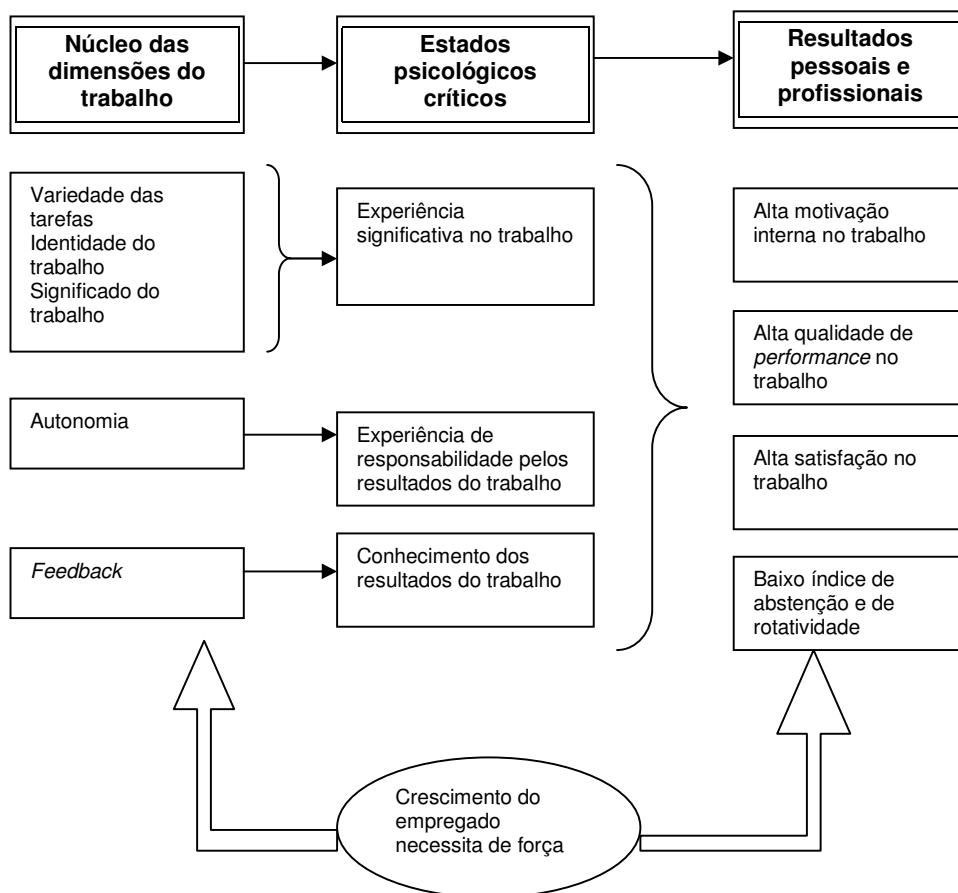 Núcleo das
dimensões do
trabalho
Estados
psicológicos
críticos
Resultados
pessoais e
profissionais
Variedade das
tarefas
Identidade do
trabalho
Significado do
trabalho
Experiência
significativa no trabalho
Alta motivação
interna no trabalho
Alta qualidade de
performance no
trabalho
Autonomia
Experiência de
responsabilidade pelos
resultados do trabalho
Alta satisfação no
trabalho
Feedback
Conhecimento dos
resultados do trabalho
Baixo índice de
abstenção e de
rotatividade
Crescimento do
empregado
necessita de força